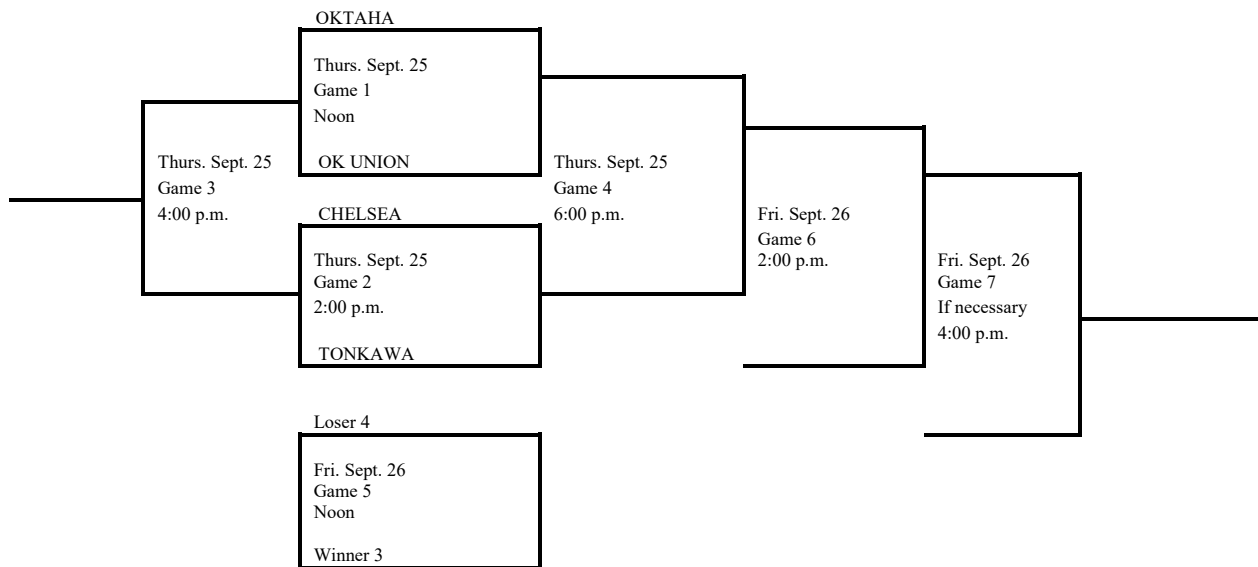 OKTAHA
Thurs. Sept. 25
Game 1
Noon
OK UNION
Thurs. Sept. 25
Game 3
4:00 p.m.
Thurs. Sept. 25
Game 4
6:00 p.m.
CHELSEA
Thurs. Sept. 25
Game 2
2:00 p.m.
TONKAWA
Fri. Sept. 26
Game 6
2:00 p.m.
Fri. Sept. 26
Game 7
If necessary
4:00 p.m.
Loser 4
Fri. Sept. 26
Game 5
Noon
Winner 3